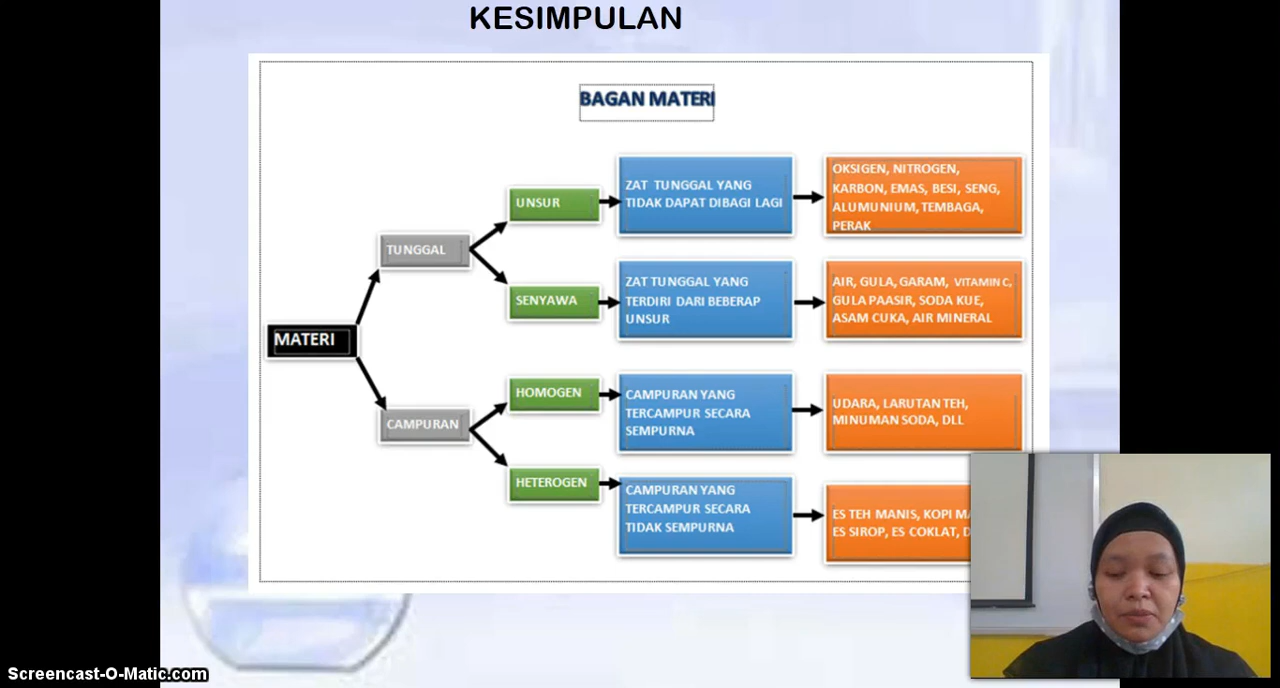 KESIMPULAN
BAGAN MATERI
MATERI
TUNGGAL
CAMPURAN
UNSUR
SENYAWA
HOMOGEN
HETEROGEN
ZAT TUNGGAL YANG
TIDAK DAPAT DIBAGI LAGI
ZAT TUNGGAL YANG
TERDIRI DARI BEBERAP
UNSUR
CAMPURAN YANG
TERCAMPUR SECARA
SEMPURNA
CAMPURAN YANG
TERCAMPUR SECARA
TIDAK SEMPURNA
OKSIGEN, NITROGEN,
KARBON, EMAS, BESI, SENG,
ALUMUNIUM, TEMBAGA,
PERAK
AIR, GULA, GARAM, VITAMIN C,
GULA PAASIR, SODA KUE,
ASAM CUKA, AIR MINERAL
UDARA, LARUTAN TEH,
MINUMAN SODA, DLL
ES TEH MANIS, KOPI
ES SIROP, ES COKLAT,
Screencast-O-Matic.com